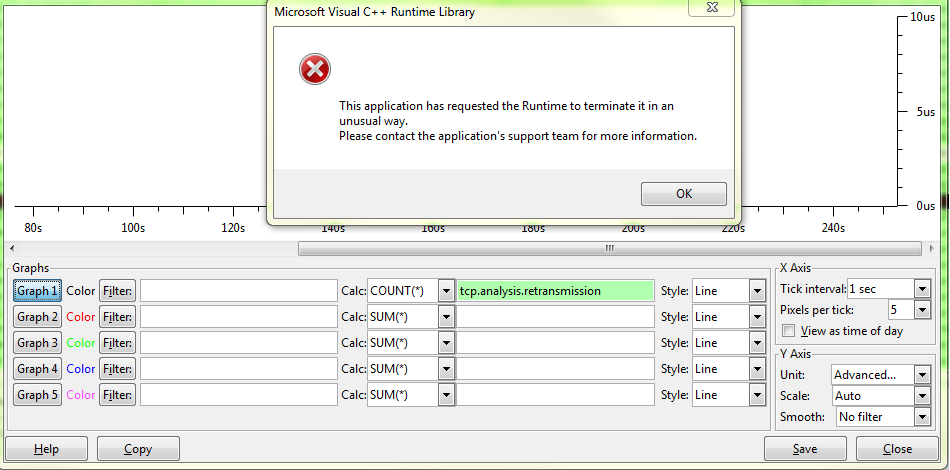 Microsoft Visual C++ Runtime Library
This application has requested the Runtime to terminate it in an
unusual way.
Please contact the application's support team for more information.
OK
10us
5us
0us
80s 100s 120s 140s 160s 180s 200s 220s 240s
Graphs
Graph 1 Color Filter: Calc: COUNT(*) tcp.analysis.retransmission Style: Line
Graph 2 Color Filter: Calc: SUM(*) Style: Line
Graph 3 Color Filter: Calc: SUM(*) Style: Line
Graph 4 Color Filter: Calc: SUM(*) Style: Line
Graph 5 Color Filter: Calc: SUM(*) Style: Line
X Axis
Tick interval: 1 sec
Pixels per tick: 5
View as time of day
Y Axis
Unit: Advanced...
Scale: Auto
Smooth: No filter
Help Copy Save Close